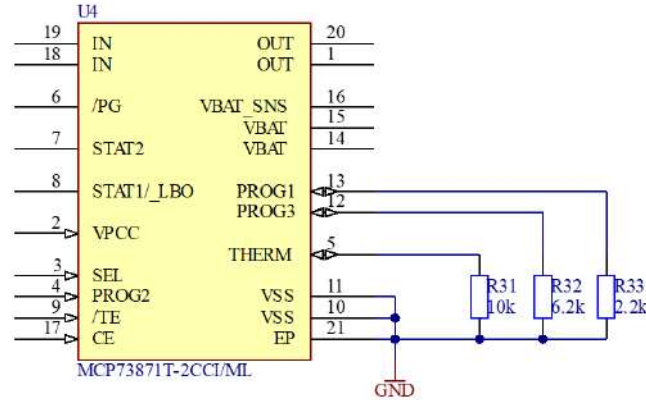 U4
19 IN OUT 20
18 IN OUT 1
6 /PG VBAT_SNS 16
VBAT 15
7 STAT2 VBAT 14
8 STAT1/_LBO PROG1 13
PROG3 12
2 VPCC
THERM 5
3 SEL
4 PROG2 VSS 11
9 /TE VSS 10
17 CE EP 21
R31 R32 R33
10k 6.2k 2.2k
MCP73871T-2CCI/ML
GND